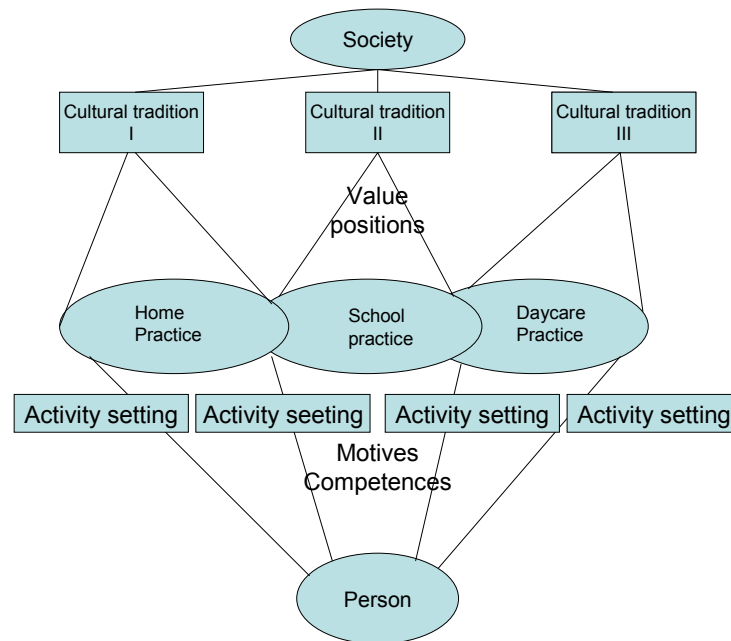 Society
Cultural tradition
I
Cultural tradition
II
Cultural tradition
III
Value
positions
Home
Practice
School
practice
Daycare
Practice
Activity setting
Activity seeting
Activity setting
Activity setting
Motives
Competences
Person